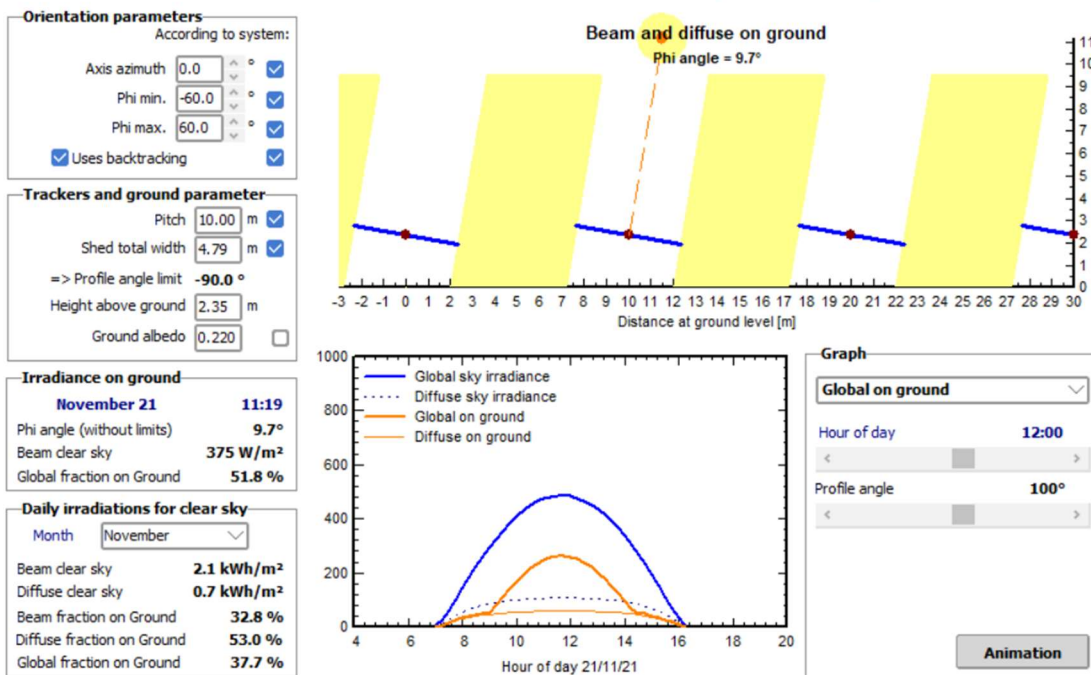 Orientation parameters
According to system:
Axis azimuth 0.0 °
Phi min. -60.0 °
Phi max. 60.0 °
Uses backtracking
Trackers and ground parameter
Pitch 10.00 m
Shed total width 4.79 m
=> Profile angle limit -90.0 °
Height above ground 2.35 m
Ground albedo 0.220
Irradiance on ground
November 21 11:19
Phi angle (without limits) 9.7°
Beam clear sky 375 W/m²
Global fraction on Ground 51.8 %
Daily irradiations for clear sky
Month November
Beam clear sky 2.1 kWh/m²
Diffuse clear sky 0.7 kWh/m²
Beam fraction on Ground 32.8 %
Diffuse fraction on Ground 53.0 %
Global fraction on Ground 37.7 %
Beam and diffuse on ground
Phi angle = 9.7°
11
10
9
8
7
6
5
4
3
2
1
0
-3 -2 -1 0 1 2 3 4 5 6 7 8 9 10 11 12 13 14 15 16 17 18 19 20 21 22 23 24 25 26 27 28 29 30
Distance at ground level [m]
1000
800
600
400
200
0
Global sky irradiance
Diffuse sky irradiance
Global on ground
Diffuse on ground
4 6 8 10 12 14 16 18 20
Hour of day 21/11/21
Graph
Global on ground
Hour of day 12:00
Profile angle 100°
Animation